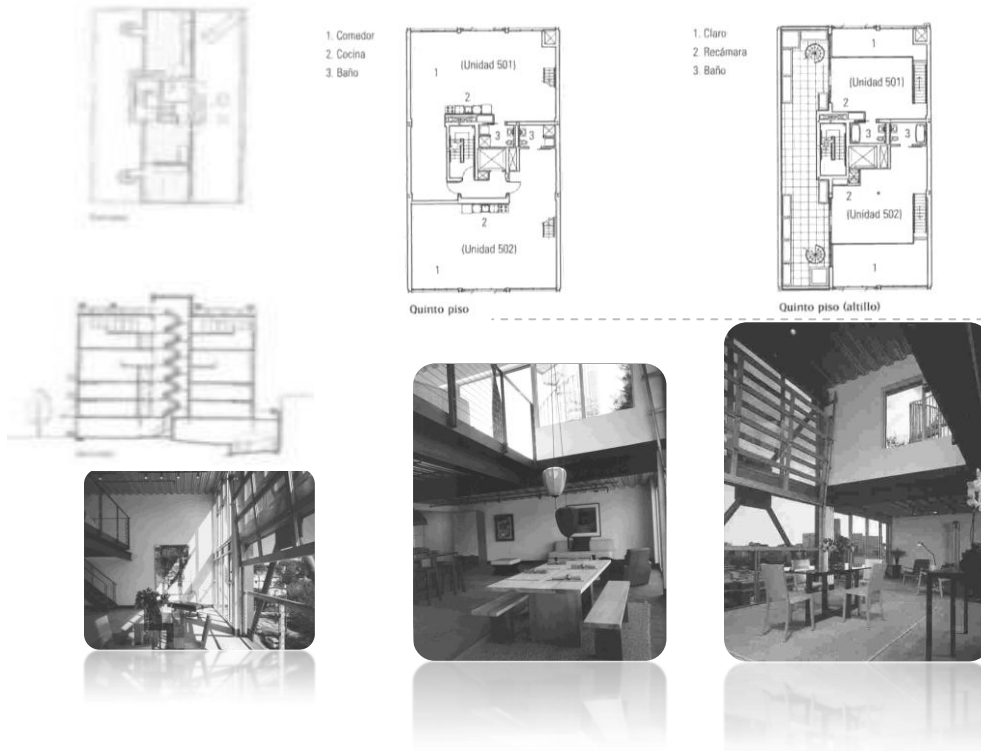 1. Comedor
2. Cocina
3. Baño
1
(Unidad 501)
2
3
3
2
(Unidad 502)
1
Quinto piso
1. Claro
2 Recámara
3. Baño
1
(Unidad 501)
2
3
3
2
(Unidad 502)
1
Quinto piso (altillo)